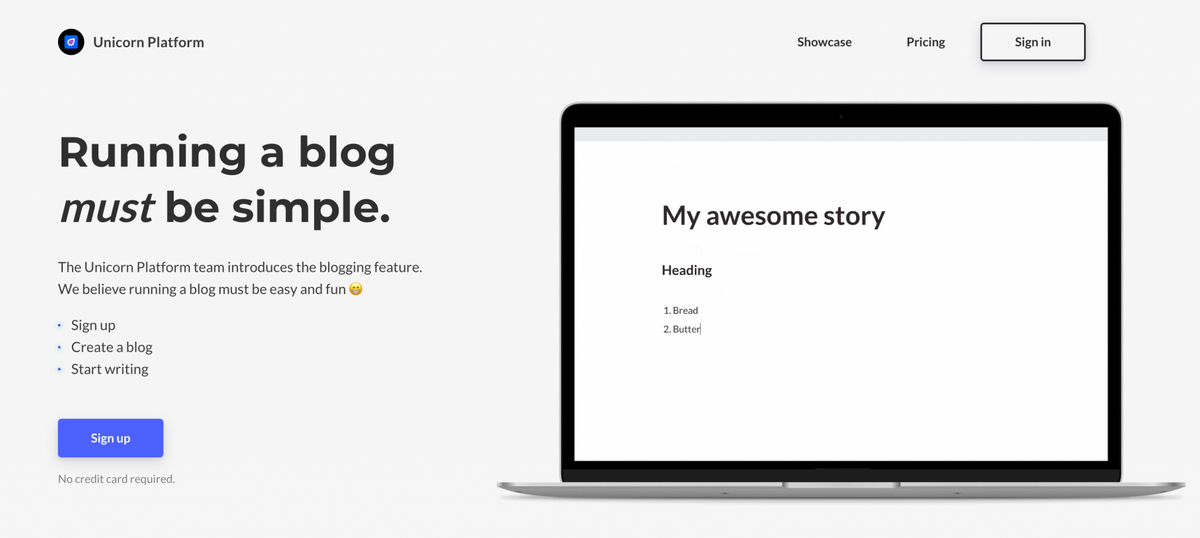 Unicorn Platform
Showcase
Pricing
Sign in
Running a blog
must be simple.
The Unicorn Platform team introduces the blogging feature.
We believe running a blog must be easy and fun 😁
• Sign up
• Create a blog
• Start writing
Sign up
No credit card required.
My awesome story
Heading
1. Bread
2. Butter